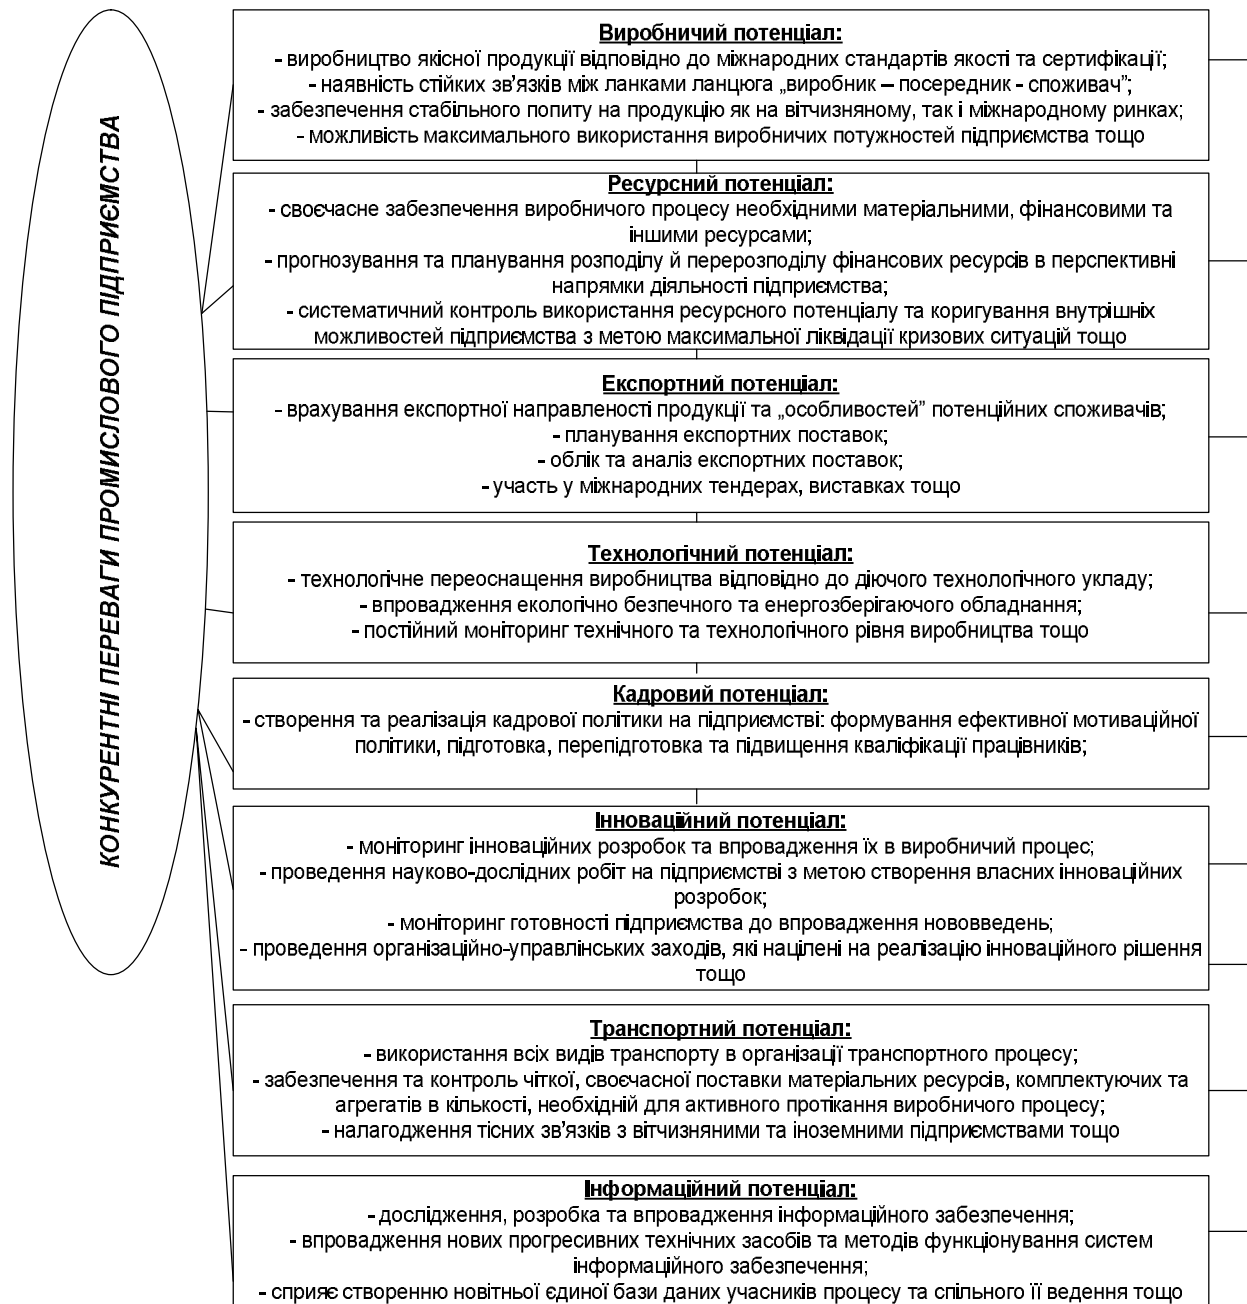 КОНКУРЕНТНІ ПЕРЕВАГИ ПРОМИСЛОВОГО ПІДПРИЄМСТВА
Виробничий потенціал:
- виробництво якісної продукції відповідно до міжнародних стандартів якості та сертифікації;
- наявність стійких зв'язків між ланками ланцюга „виробник – посередник - споживач”;
- забезпечення стабільного попиту на продукцію як на вітчизняному, так і міжнародному ринках;
- можливість максимального використання виробничих потужностей підприємства тощо
Ресурсний потенціал:
- своєчасне забезпечення виробничого процесу необхідними матеріальними, фінансовими та
іншими ресурсами;
- прогнозування та планування розподілу й перерозподілу фінансових ресурсів в перспективні
напрямки діяльності підприємства;
- систематичний контроль використання ресурсного потенціалу та коригування внутрішніх
можливостей підприємства з метою максимальної ліквідації кризових ситуацій тощо
Експортний потенціал:
- врахування експортної направленості продукції та „особливостей” потенційних споживачів;
- планування експортних поставок;
- облік та аналіз експортних поставок;
- участь у міжнародних тендерах, виставках тощо
Технологічний потенціал:
- технологічне переоснащення виробництва відповідно до діючого технологічного укладу;
- впровадження екологічно безпечного та енергозберігаючого обладнання;
- постійний моніторинг технічного та технологічного рівня виробництва тощо
Кадровий потенціал:
- створення та реалізація кадрової політики на підприємстві: формування ефективної мотиваційної
політики, підготовка, перепідготовка та підвищення кваліфікації працівників;
Інноваційний потенціал:
- моніторинг інноваційних розробок та впровадження їх в виробничий процес;
- проведення науково-дослідних робіт на підприємстві з метою створення власних інноваційних
розробок;
- моніторинг готовності підприємства до впровадження нововведень;
- проведення організаційно-управлінських заходів, які націлені на реалізацію інноваційного рішення
тощо
Транспортний потенціал:
- використання всіх видів транспорту в організації транспортного процесу;
- забезпечення та контроль чіткої, своєчасної поставки матеріальних ресурсів, комплектуючих та
агрегатів в кількості, необхідній для активного протікання виробничого процесу;
- налагодження тісних зв'язків з вітчизняними та іноземними підприємствами тощо
Інформаційний потенціал:
- дослідження, розробка та впровадження інформаційного забезпечення;
- впровадження нових прогресивних технічних засобів та методів функціонування систем
інформаційного забезпечення;
- сприяє створенню новітньої єдиної бази даних учасників процесу та спільного її ведення тощо